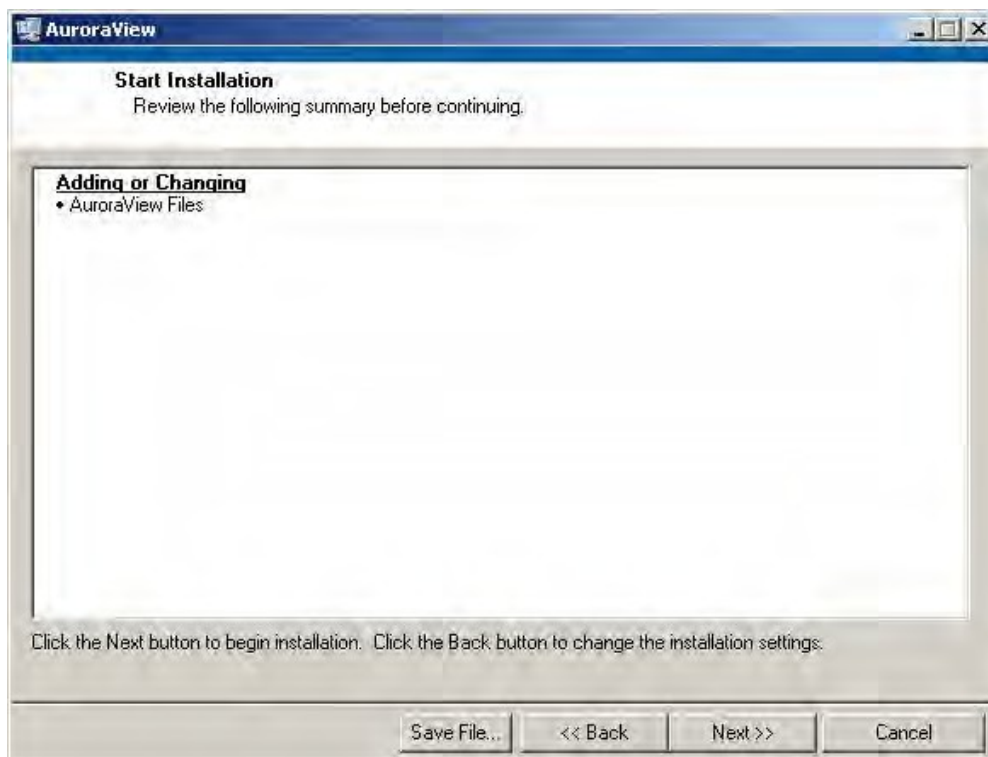 AuroraView
Start Installation
Review the following summary before continuing.
Adding or Changing
• AuroraView Files
Click the Next button to begin installation. Click the Back button to change the installation settings.
Save File... << Back Next >> Cancel